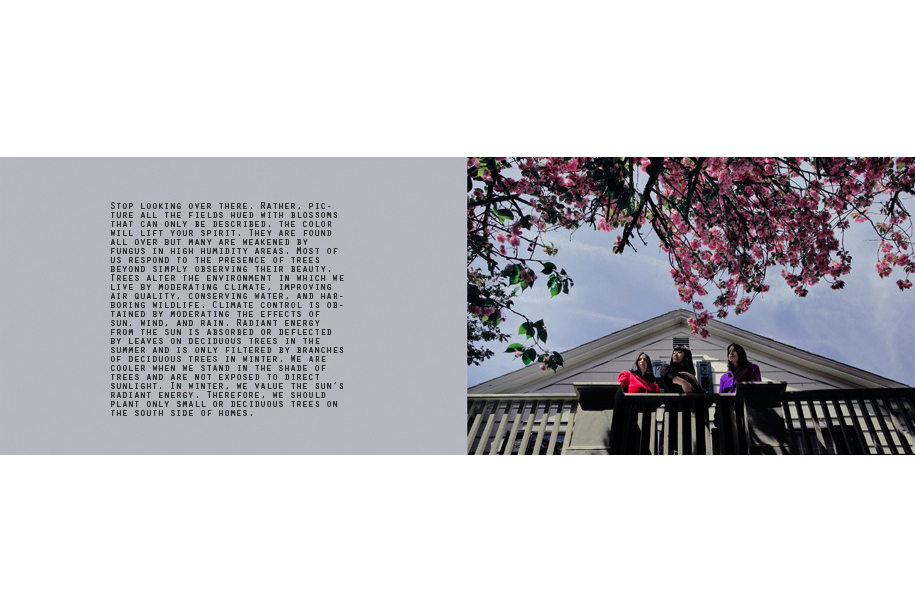 Stop looking over there. Rather, pic-
ture all the fields hued with blossoms
that can only be described. the color
will lift your spirit. They are found
all over but many are weakened by
fungus in high humidity areas. Most of
us respond to the presence of trees
beyond simply observing their beauty.
Trees alter the environment in which we
live by moderating climate, improving
air quality, conserving water, and har-
boring wildlife. Climate control is ob-
tained by moderating the effects of
sun, wind, and rain. Radiant energy
from the sun is absorbed or deflected
by leaves on deciduous trees in the
summer and is only filtered by branches
of deciduous trees in winter. We are
cooler when we stand in the shade of
trees and are not exposed to direct
sunlight. In winter, we value the sun's
radiant energy. Therefore, we should
plant only small or deciduous trees on
the south side of homes.